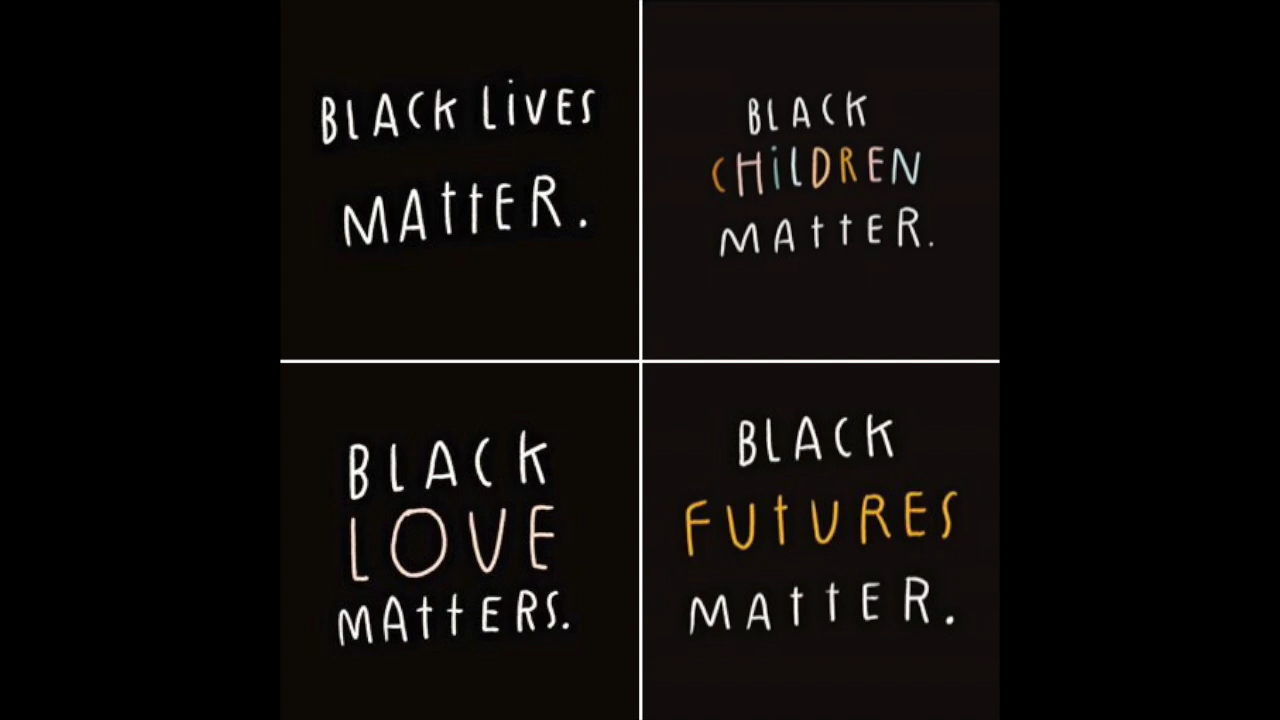 BLACK LiVES
MAttER.
BLACK
CHiLDREN
MAttER.
BLACK
LOVE
MAttERS.
BLACK
FUtURES
MAttER.